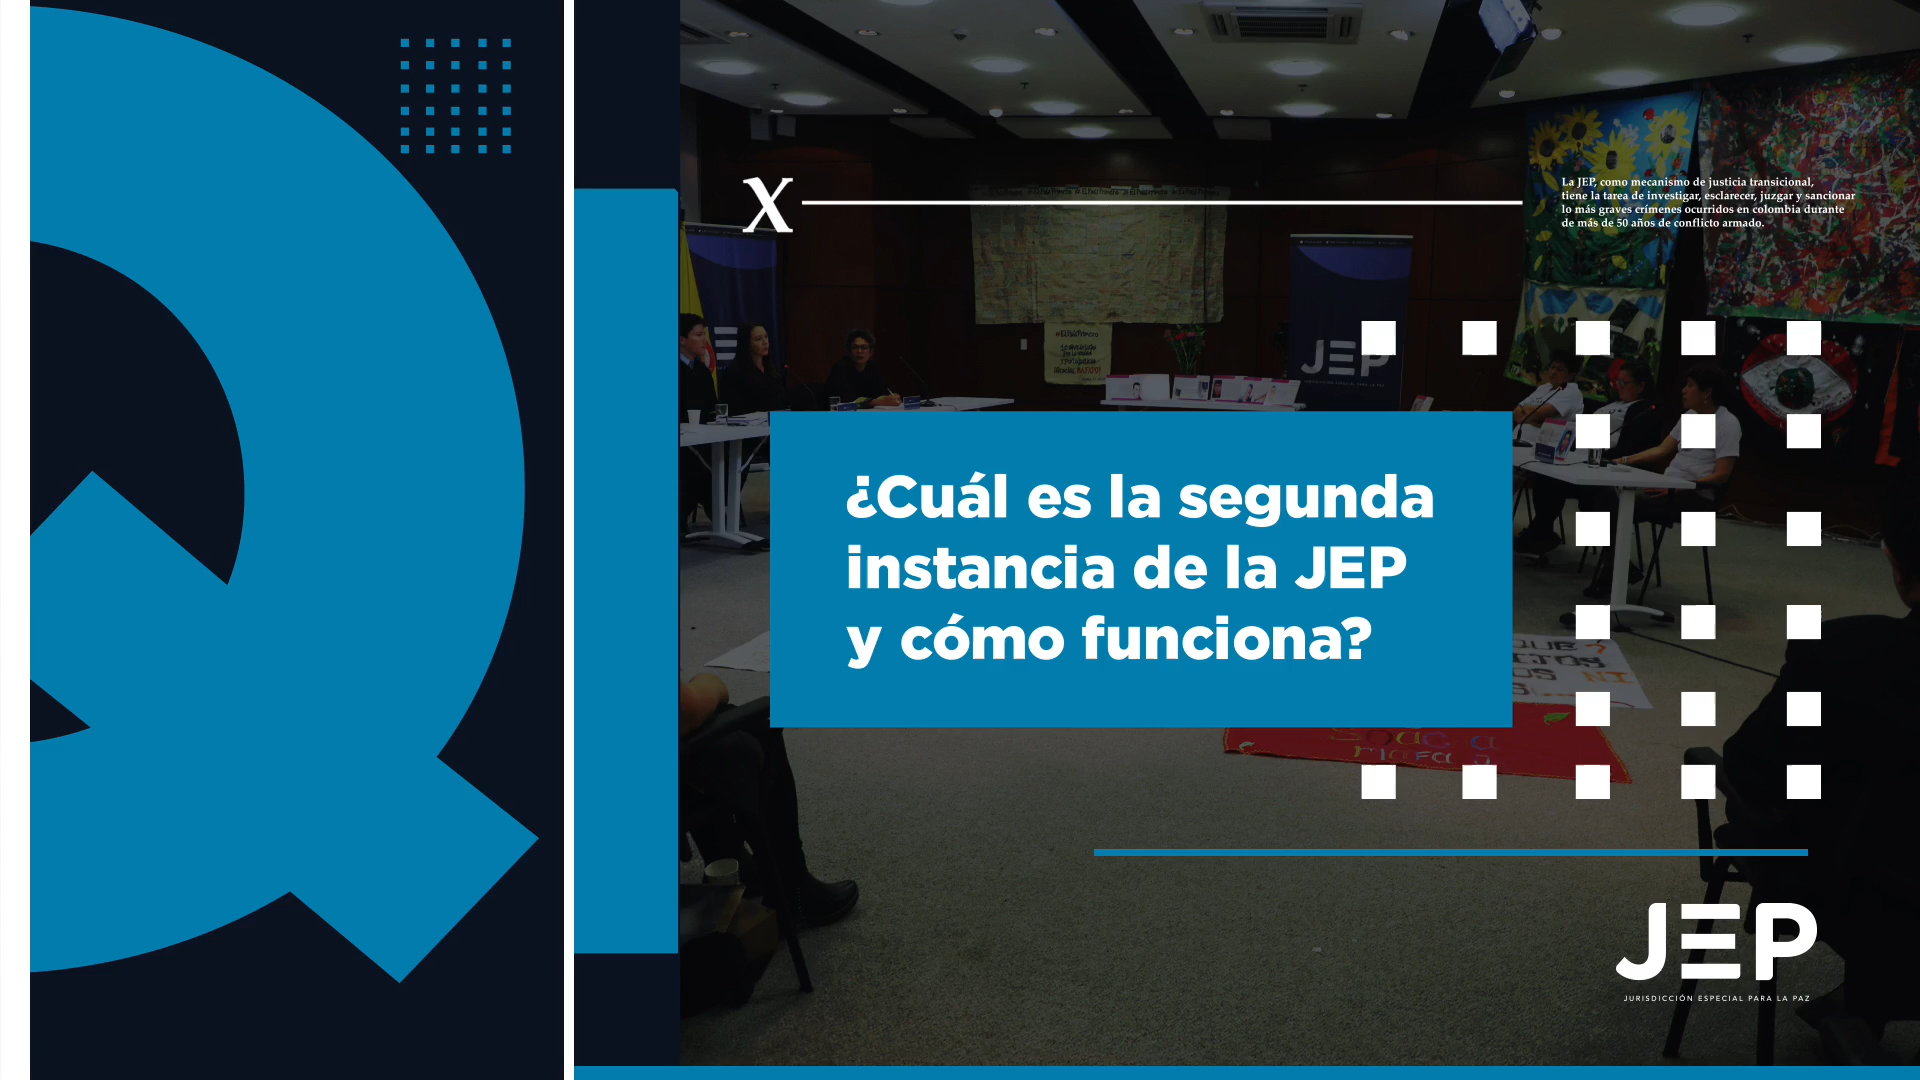 Q
X
La JEP, como mecanismo de justicia transicional,
tiene la tarea de investigar, esclarecer, juzgar y sancionar
lo más graves crímenes ocurridos en colombia durante
de más de 50 años de conflicto armado.
JEP
¿Cuál es la segunda
instancia de la JEP
y cómo funciona?
JEP
JURISDICCIÓN ESPECIAL PARA LA PAZ